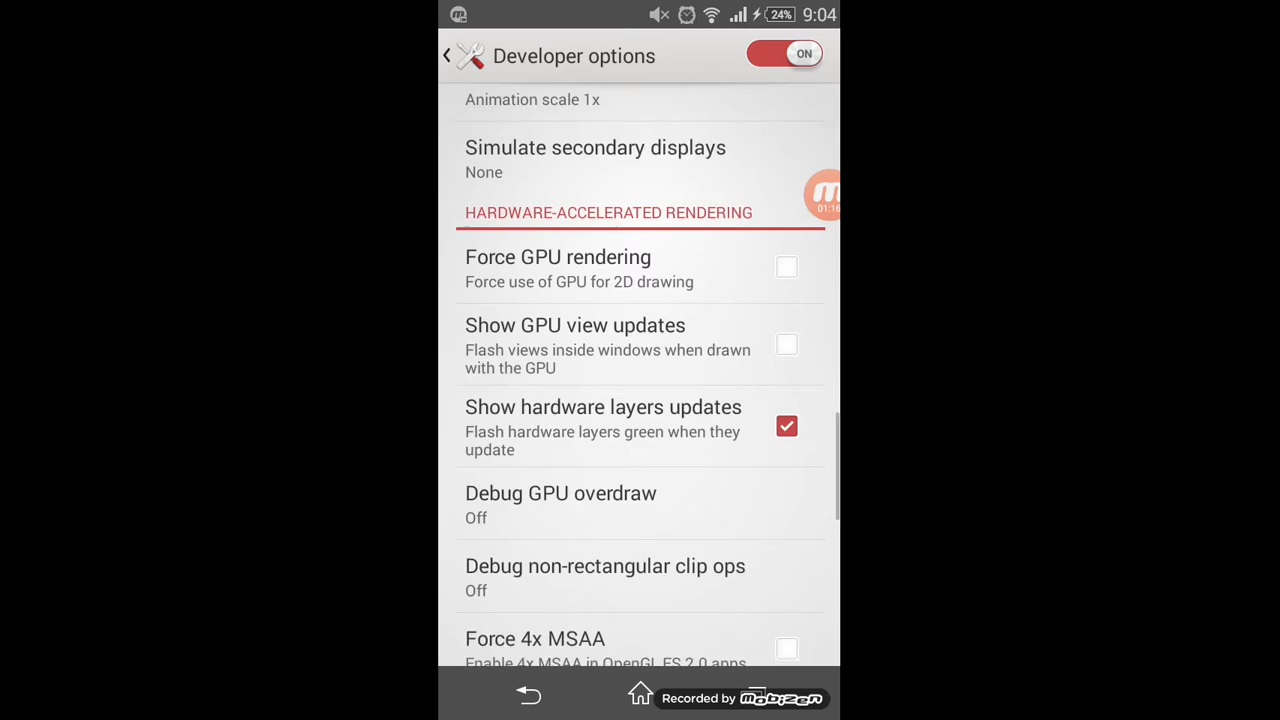 24% 9:04
Developer options
ON
Animation scale 1x
Simulate secondary displays
None
HARDWARE-ACCELERATED RENDERING
01:16
Force GPU rendering
Force use of GPU for 2D drawing
Show GPU view updates
Flash views inside windows when drawn
with the GPU
Show hardware layers updates
Flash hardware layers green when they
update
Debug GPU overdraw
Off
Debug non-rectangular clip ops
Off
Force 4x MSAA
Enable 4x MSAA in OpenGL ES 2.0 apps
Recorded by mobizen